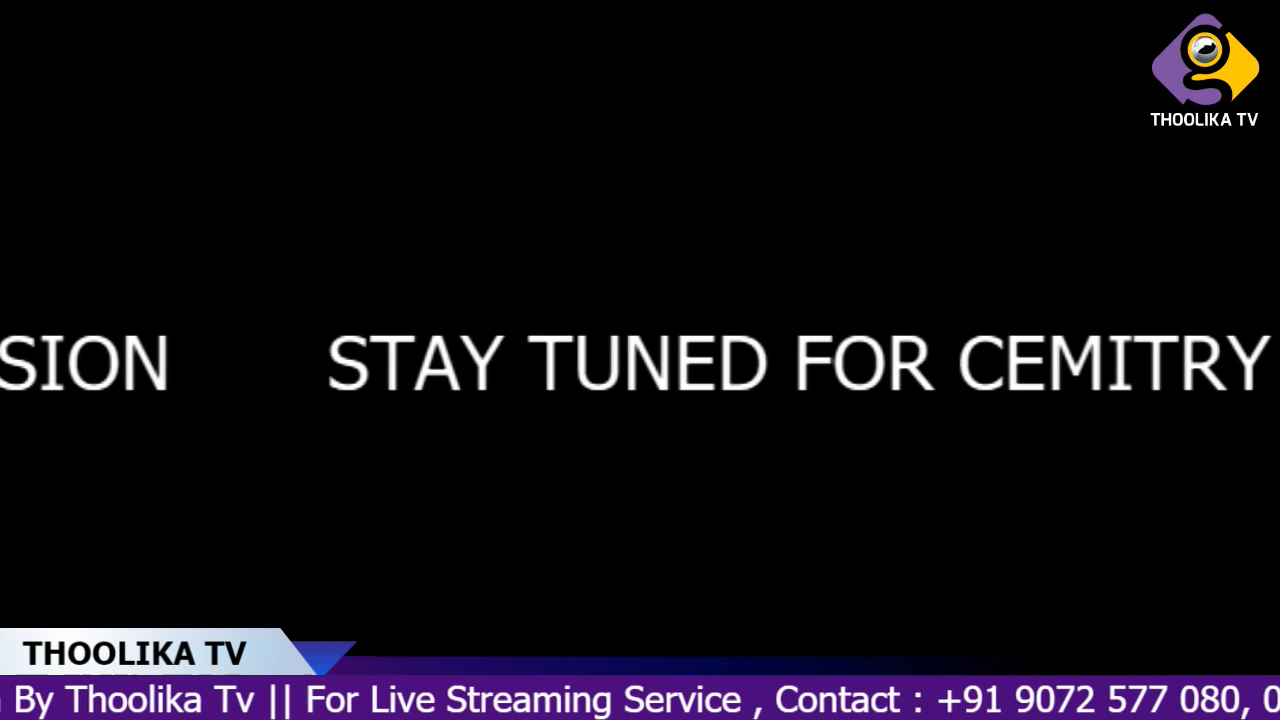 THOOLIKA TV
SION STAY TUNED FOR CEMITRY
THOOLIKA TV
By Thoolika Tv || For Live Streaming Service , Contact : +91 9072 577 080, 0